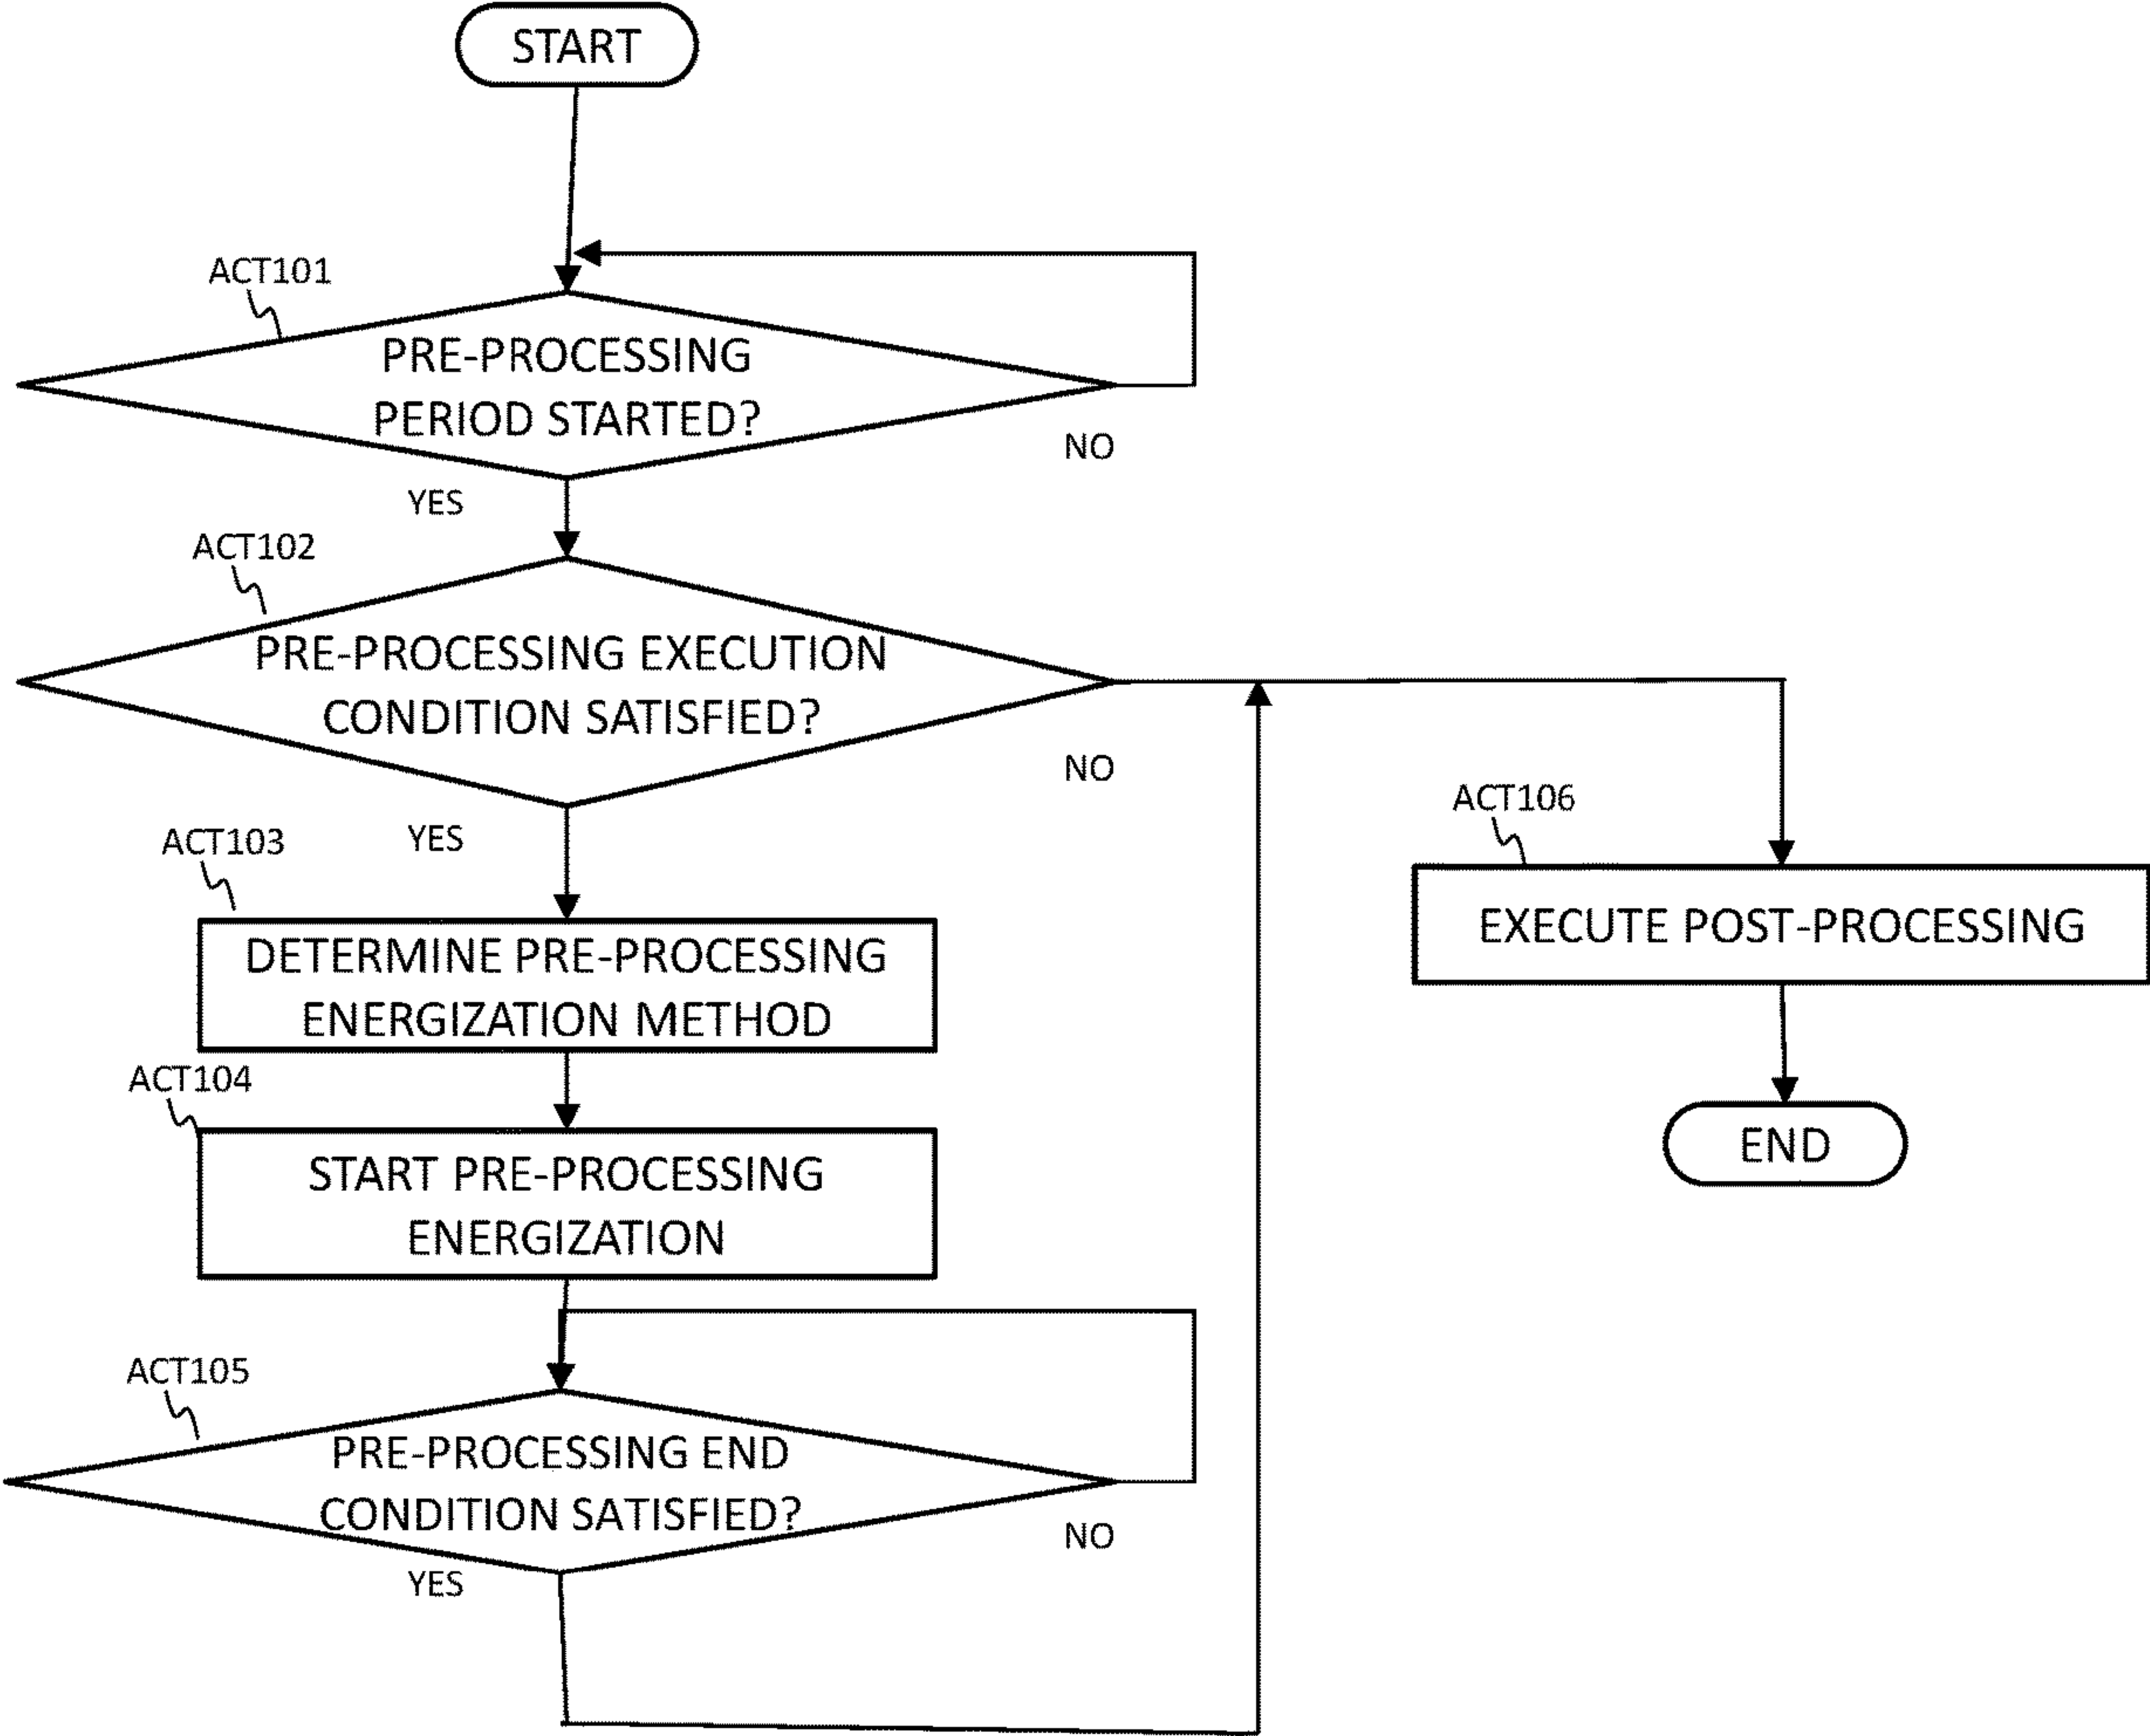 START
ACT101
PRE-PROCESSING
PERIOD STARTED?
NO
YES
ACT102
PRE-PROCESSING EXECUTION
CONDITION SATISFIED?
NO
YES
ACT103
DETERMINE PRE-PROCESSING
ENERGIZATION METHOD
ACT104
START PRE-PROCESSING
ENERGIZATION
ACT105
PRE-PROCESSING END
CONDITION SATISFIED?
NO
YES
ACT106
EXECUTE POST-PROCESSING
END